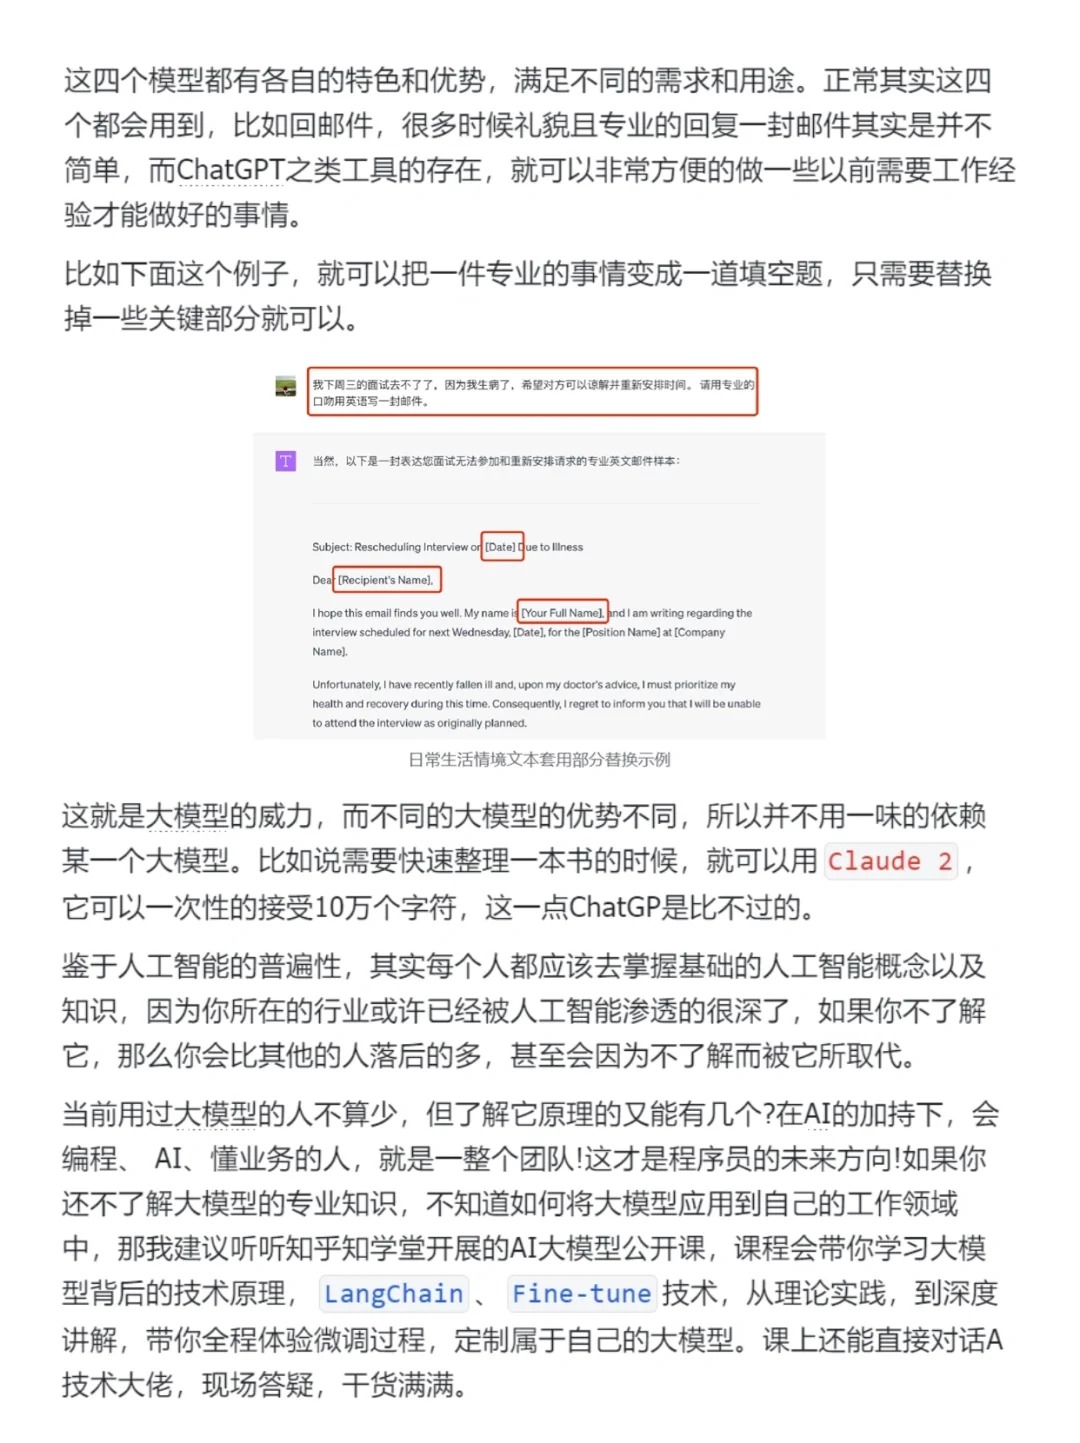 这四个模型都有各自的特色和优势，满足不同的需求和用途。正常其实这四
个都会用到，比如回邮件，很多时候礼貌且专业的回复一封邮件其实是并不
简单，而ChatGPT之类工具的存在，就可以非常方便的做一些以前需要工作经
验才能做好的事情。
比如下面这个例子，就可以把一件专业的事情变成一道填空题，只需要替换
掉一些关键部分就可以。
我下周三的面试去不了了，因为我生病了，希望对方可以谅解并重新安排时间。 请用专业的
口吻用英语写一封邮件。
T
当然，以下是一封表达您面试无法参加和重新安排请求的专业英文邮件样本：
Subject: Rescheduling Interview on [Date] Due to Illness
Dear [Recipient's Name],
I hope this email finds you well. My name is [Your Full Name], and I am writing regarding the
interview scheduled for next Wednesday, [Date], for the [Position Name] at [Company
Name].
Unfortunately, I have recently fallen ill and, upon my doctor's advice, I must prioritize my
health and recovery during this time. Consequently, I regret to inform you that I will be unable
to attend the interview as originally planned.
日常生活情境文本套用部分替换示例
这就是大模型的威力，而不同的大模型的优势不同，所以并不用一味的依赖
某一个大模型。比如说需要快速整理一本书的时候，就可以用 Claude 2 ，
它可以一次性的接受10万个字符，这一点ChatGP是比不过的。
鉴于人工智能的普遍性，其实每个人都应该去掌握基础的人工智能概念以及
知识，因为你所在的行业或许已经被人工智能渗透的很深了，如果你不了解
它，那么你会比其他的人落后的多，甚至会因为不了解而被它所取代。
当前用过大模型的人不算少，但了解它原理的又能有几个?在AI的加持下，会
编程、 AI、懂业务的人，就是一整个团队!这才是程序员的未来方向!如果你
还不了解大模型的专业知识，不知道如何将大模型应用到自己的工作领域
中，那我建议听听知乎知学堂开展的AI大模型公开课，课程会带你学习大模
型背后的技术原理， LangChain 、 Fine-tune 技术，从理论实践，到深度
讲解，带你全程体验微调过程，定制属于自己的大模型。课上还能直接对话A
技术大佬，现场答疑，干货满满。